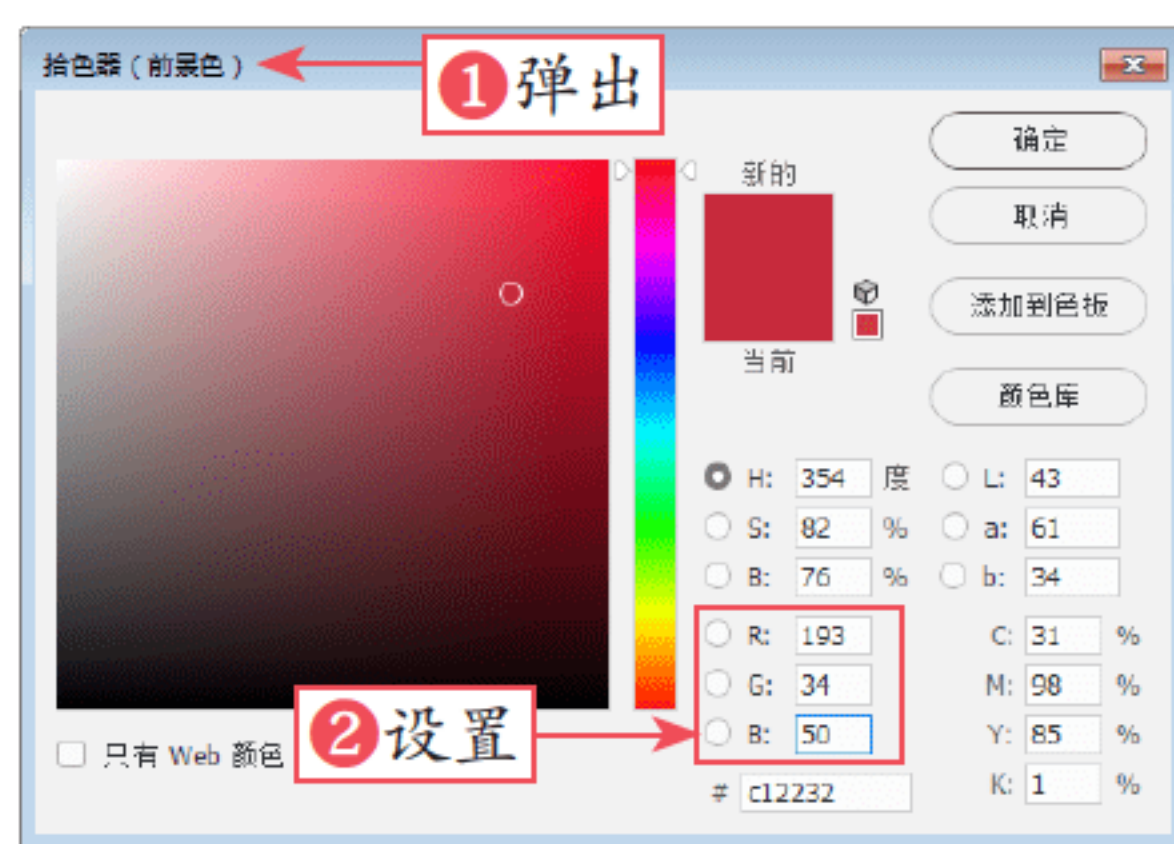 拾色器(前景色)
1弹出
确定
新的
取消
添加到色板
当前
颜色库
H: 354 度 L: 43
S: 82 % a: 61
B: 76 % b: 34
R: 193 C: 31 %
G: 34 M: 98 %
2设置
B: 50 Y: 85 %
只有 Web 颜色
# c12232 K: 1 %